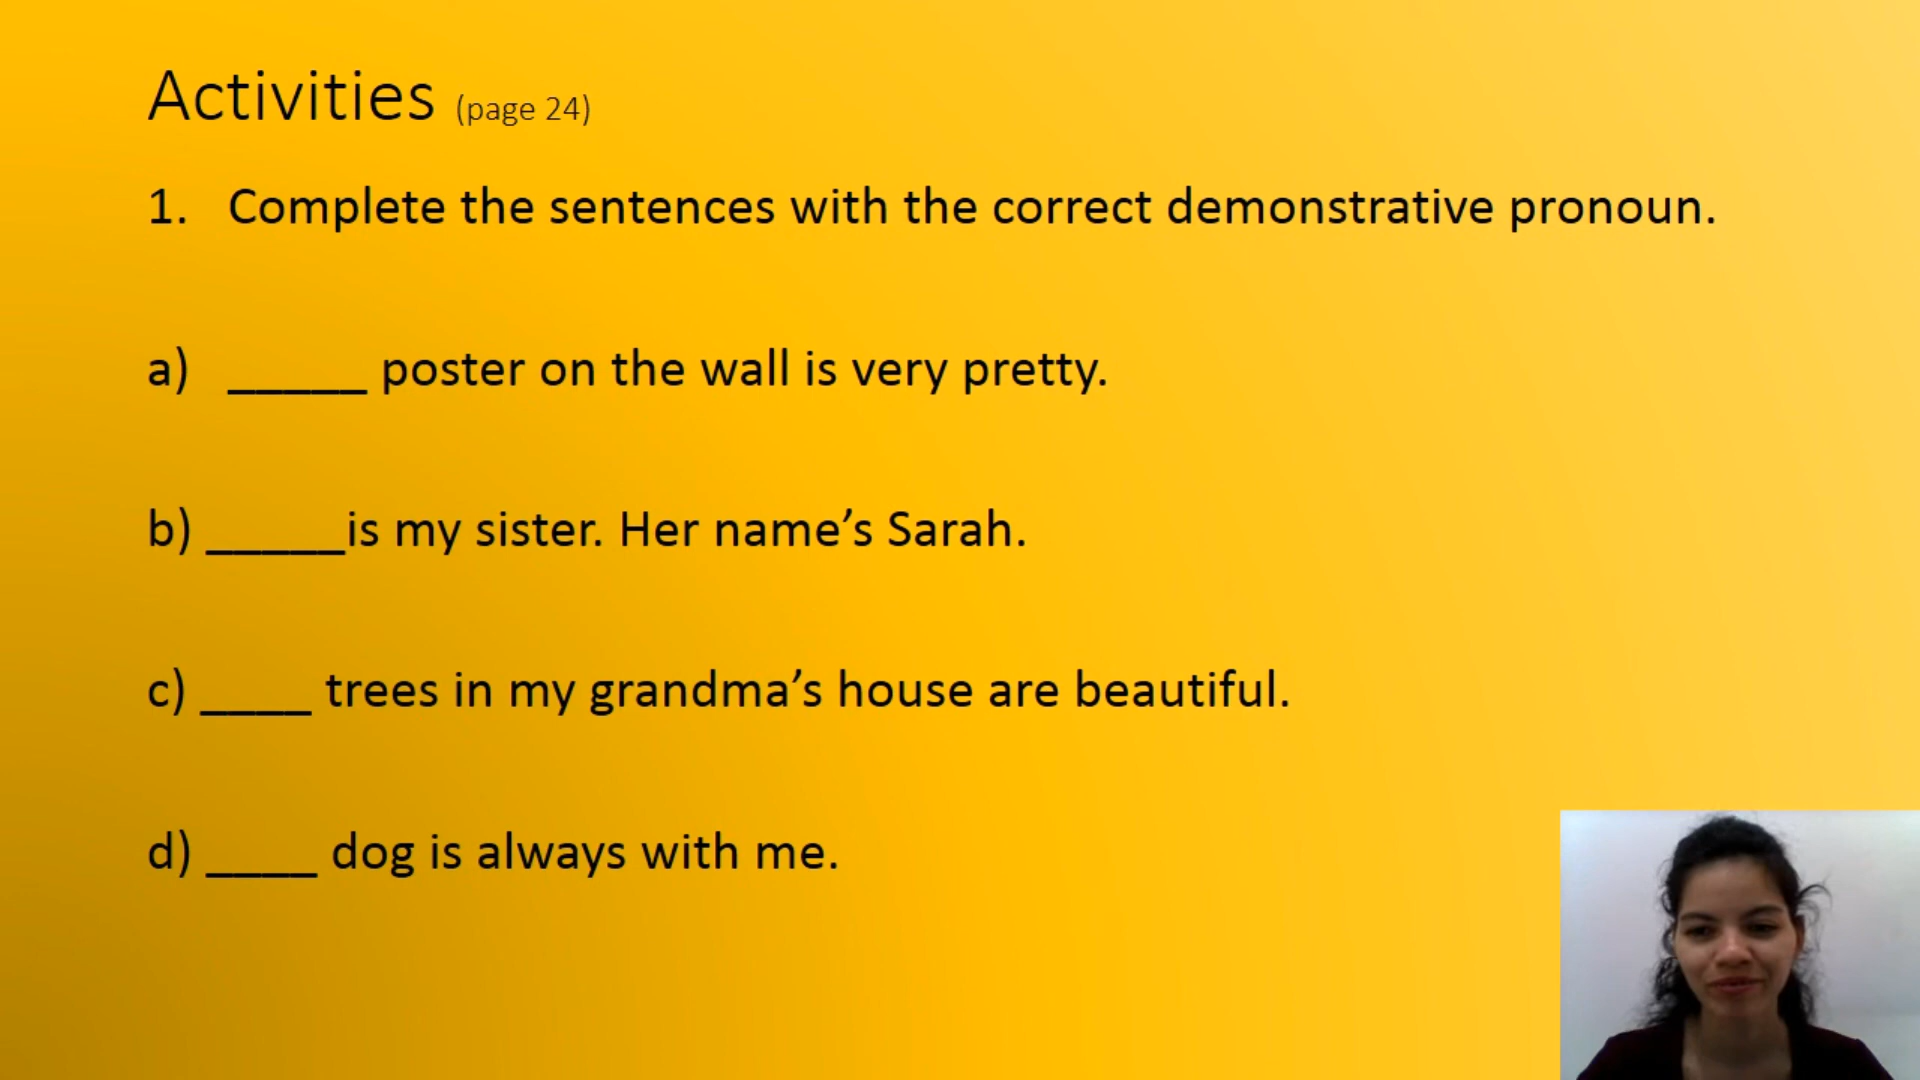 Activities (page 24)
1. Complete the sentences with the correct demonstrative pronoun.
a) _____ poster on the wall is very pretty.
b) _____is my sister. Her name’s Sarah.
c) ____ trees in my grandma’s house are beautiful.
d) ____ dog is always with me.